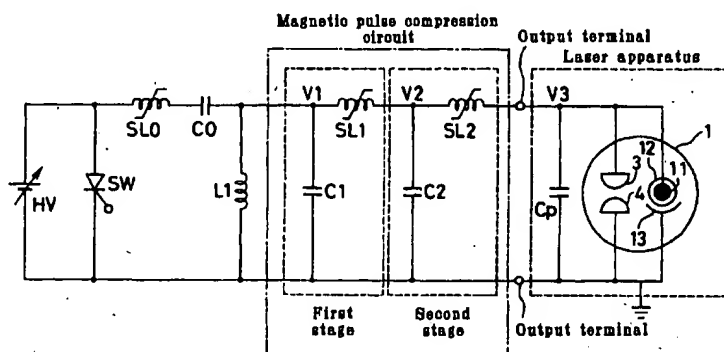 Magnetic pulse compression
circuit
Output terminal
Laser apparatus
V1
V2
V3
1
SL0
C0
SL1
SL2
12
3
11
HV
SW
L1
C1
C2
Cp
4
13
First
stage
Second
stage
Output terminal